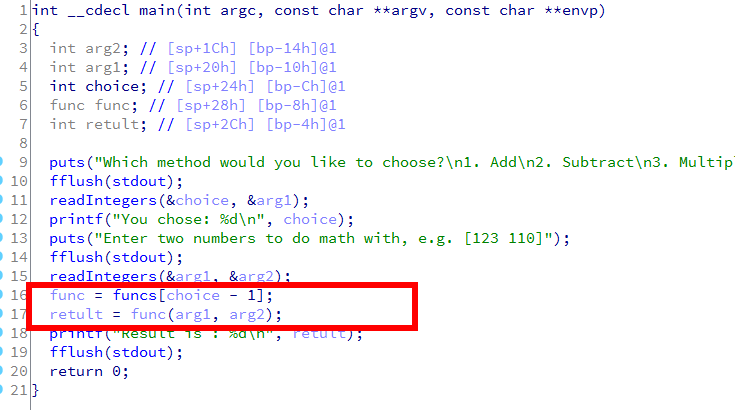 1 int __cdecl main(int argc, const char **argv, const char **envp)
2 {
3 int arg2; // [sp+1Ch] [bp-14h]@1
4 int arg1; // [sp+20h] [bp-10h]@1
5 int choice; // [sp+24h] [bp-Ch]@1
6 func func; // [sp+28h] [bp-8h]@1
7 int retult; // [sp+2Ch] [bp-4h]@1
8
9 puts("Which method would you like to choose?\n1. Add\n2. Subtract\n3. Multipl
10 fflush(stdout);
11 readIntegers(&choice, &arg1);
12 printf("You chose: %d\n", choice);
13 puts("Enter two numbers to do math with, e.g. [123 110]");
14 fflush(stdout);
15 readIntegers(&arg1, &arg2);
16 func = funcs[choice - 1];
17 retult = func(arg1, arg2);
18 printf("Result is : %d\n", retult);
19 fflush(stdout);
20 return 0;
21 }